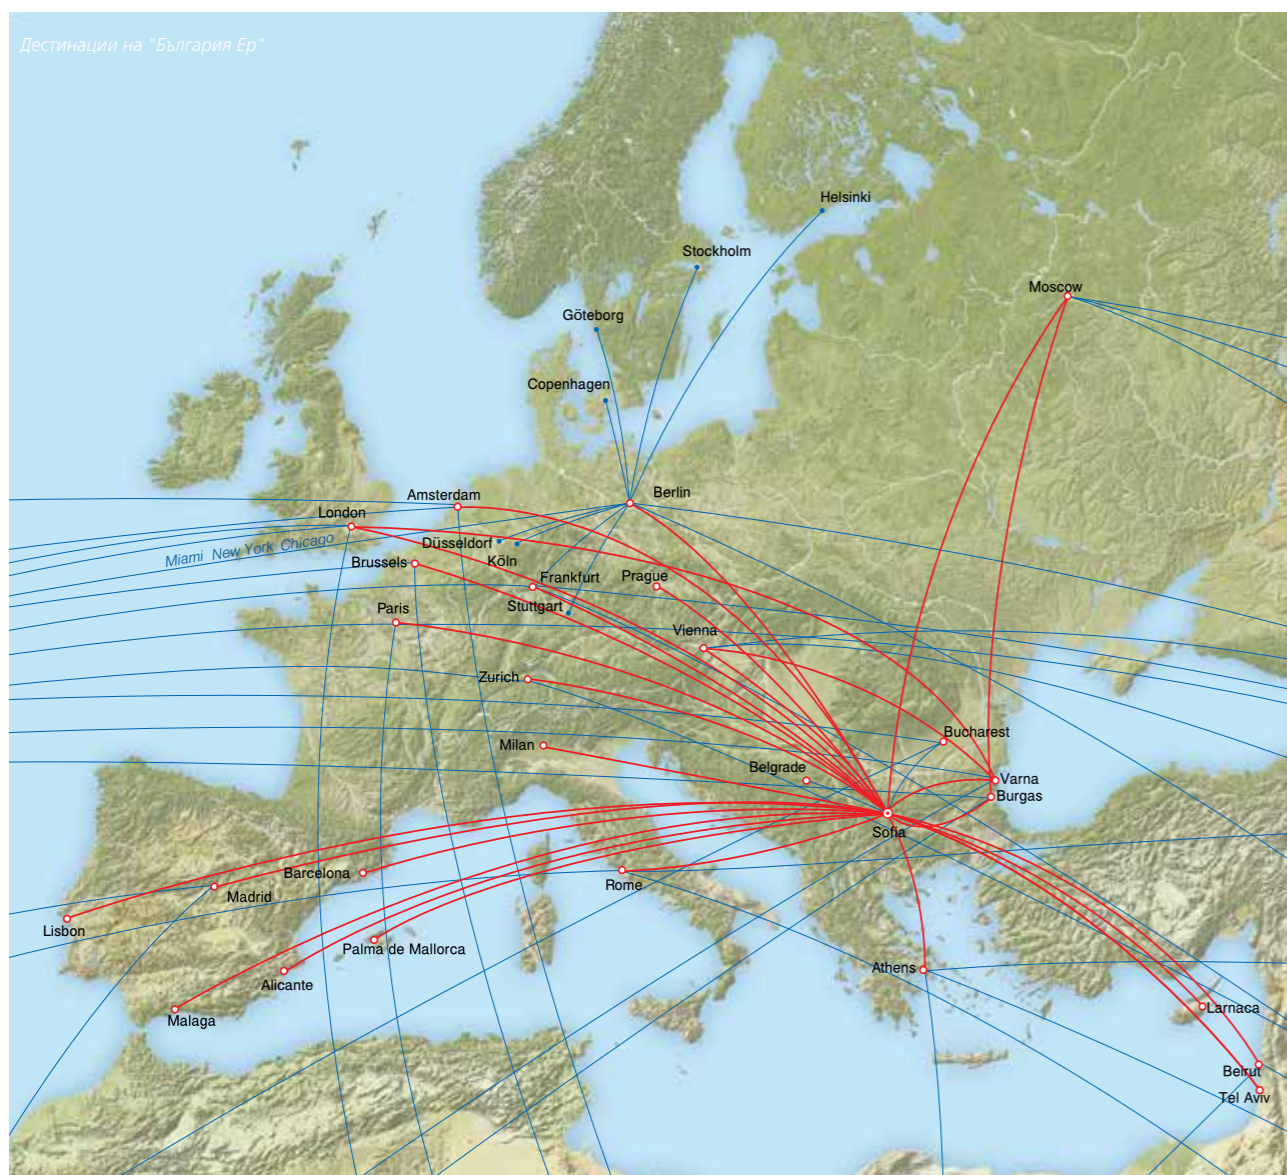 Дестинации на "България Ер"
Helsinki
Stockholm
Moscow
Göteborg
Copenhagen
Amsterdam
Berlin
London
Miami New York Chicago
Düsseldorf
Köln
Brussels
Frankfurt
Prague
Stuttgart
Paris
Vienna
Zurich
Bucharest
Milan
Belgrade
Varna
Burgas
Sofia
Barcelona
Rome
Madrid
Lisbon
Palma de Mallorca
Athens
Alicante
Larnaca
Malaga
Beirut
Tel Aviv